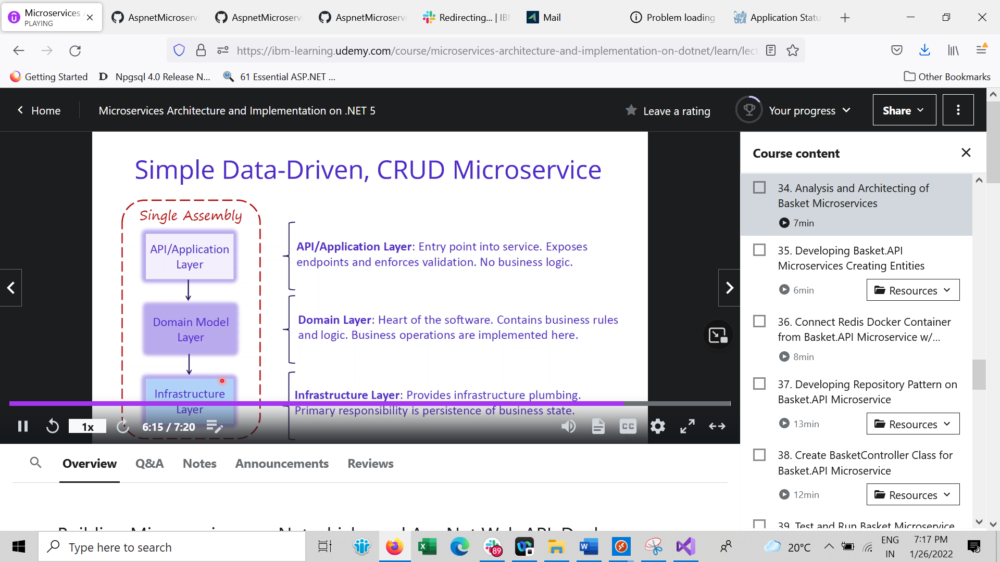 Microservices
PLAYING
AspnetMicroservi
AspnetMicroservi
AspnetMicroservi
Redirecting... | IBM
Mail
Problem loading
Application Statu
https://ibm-learning.udemy.com/course/microservices-architecture-and-implementation-on-dotnet/learn/lect
Getting Started
Npgsql 4.0 Release N...
61 Essential ASP.NET ...
Other Bookmarks
Home
Microservices Architecture and Implementation on .NET 5
Leave a rating
Your progress
Share
Simple Data-Driven, CRUD Microservice
Single Assembly
API/Application
Layer
API/Application Layer: Entry point into service. Exposes
endpoints and enforces validation. No business logic.
Domain Model
Layer
Domain Layer: Heart of the software. Contains business rules
and logic. Business operations are implemented here.
Infrastructure
Layer
Infrastructure Layer: Provides infrastructure plumbing.
Primary responsibility is persistence of business state.
1x
6:15 / 7:20
CC
Course content
34. Analysis and Architecting of
Basket Microservices
7min
35. Developing Basket.API
Microservices Creating Entities
6min
Resources
36. Connect Redis Docker Container
from Basket.API Microservice w/...
8min
37. Developing Repository Pattern on
Basket.API Microservice
13min
Resources
38. Create BasketController Class for
Basket.API Microservice
12min
Resources
39. Test and Run Basket Microservice
Overview
Q&A
Notes
Announcements
Reviews
Type here to search
89
20°C
ENG
IN
7:17 PM
1/26/2022